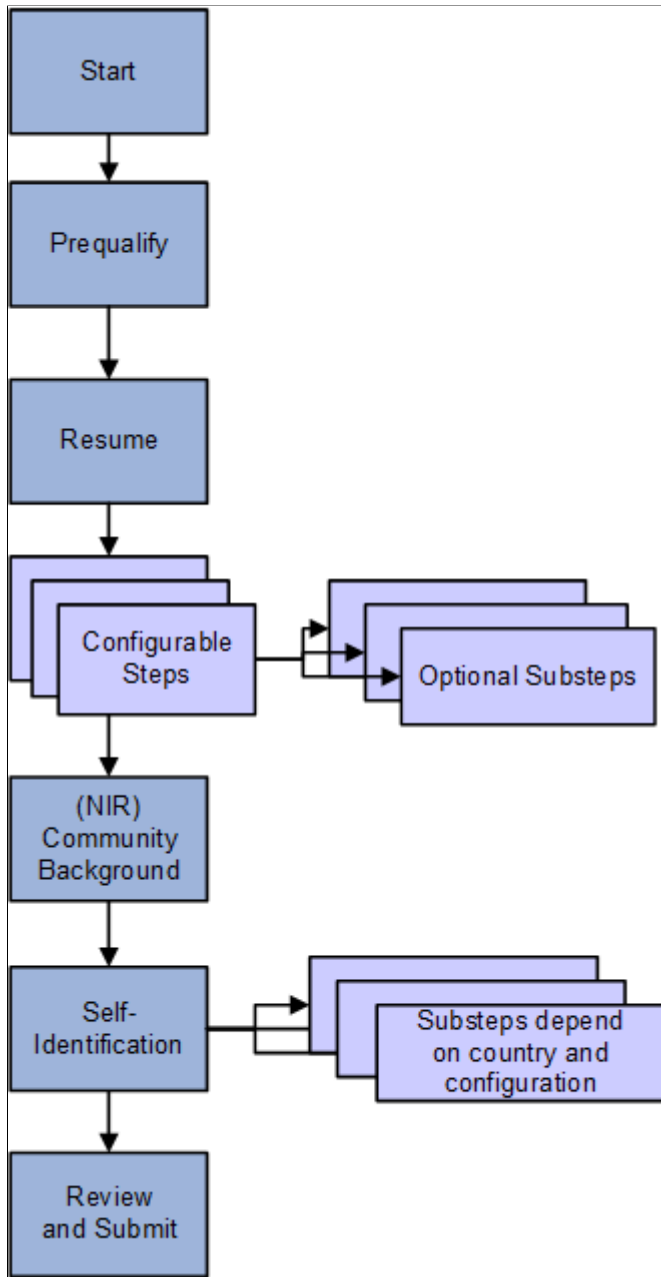 Start
Prequalify
Resume
Configurable
Steps
Optional Substeps
(NIR)
Community
Background
Self-
Identification
Substeps depend
on country and
configuration
Review
and Submit